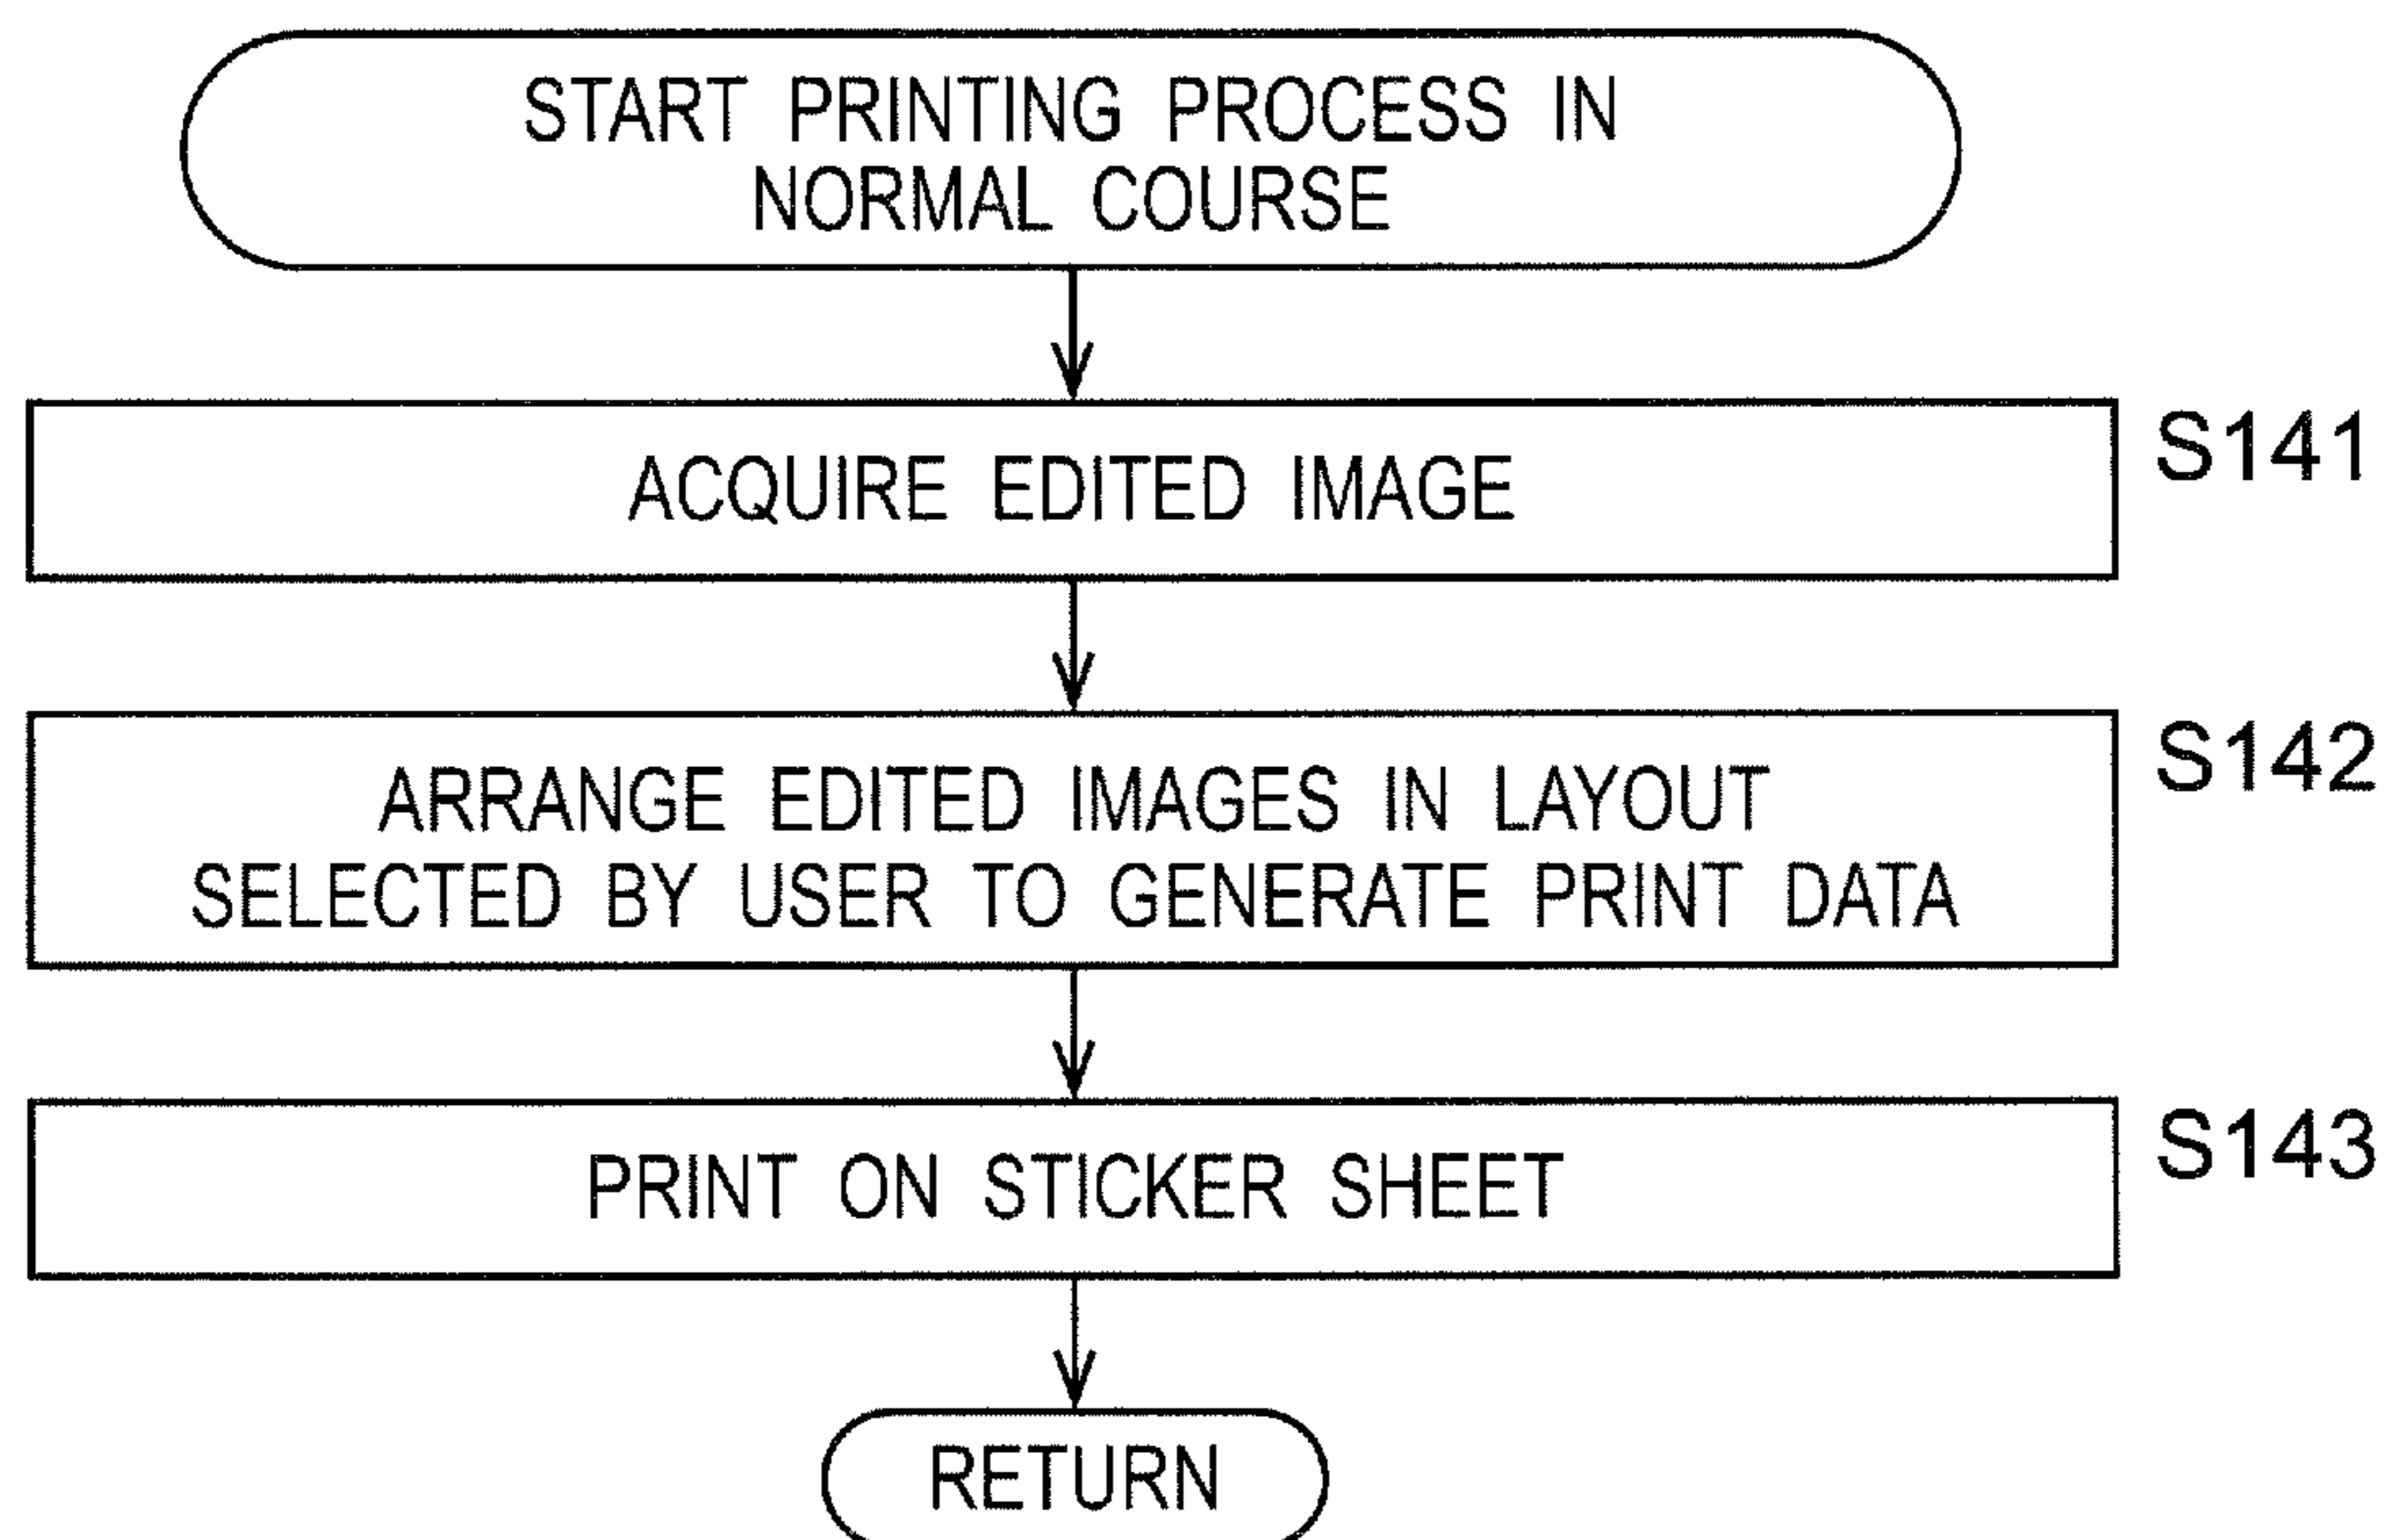 START PRINTING PROCESS IN
NORMAL COURSE
ACQUIRE EDITED IMAGE
S141
ARRANGE EDITED IMAGES IN LAYOUT
SELECTED BY USER TO GENERATE PRINT DATA
S142
PRINT ON STICKER SHEET
S143
RETURN